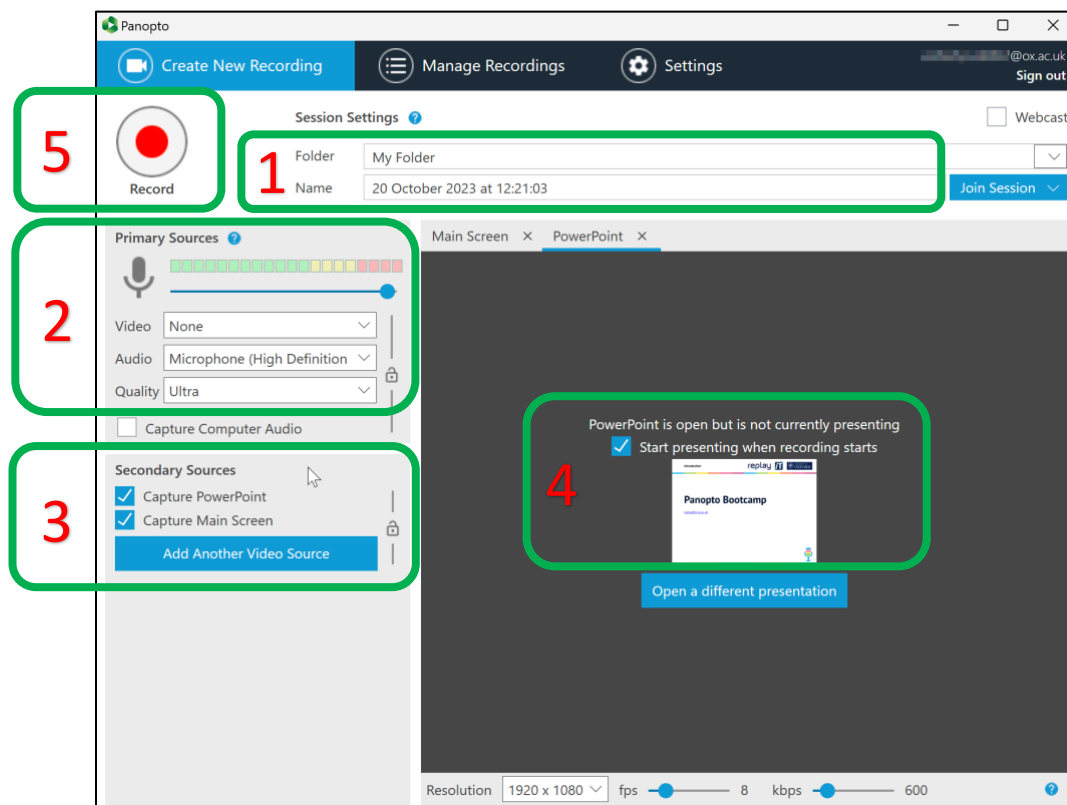 Panopto
Create New Recording
Manage Recordings
Settings
@ox.ac.uk
Sign out
5
Record
Session Settings ?
Webcast
1
Folder My Folder
Name 20 October 2023 at 12:21:03 Join Session
2
Primary Sources ?
Video None
Audio Microphone (High Definition
Quality Ultra
Capture Computer Audio
3
Secondary Sources
Capture PowerPoint
Capture Main Screen
Add Another Video Source
Main Screen × PowerPoint ×
4
PowerPoint is open but is not currently presenting
Start presenting when recording starts
replay
Panopto Bootcamp
Open a different presentation
Resolution 1920 x 1080 fps 8 kbps 600 ?